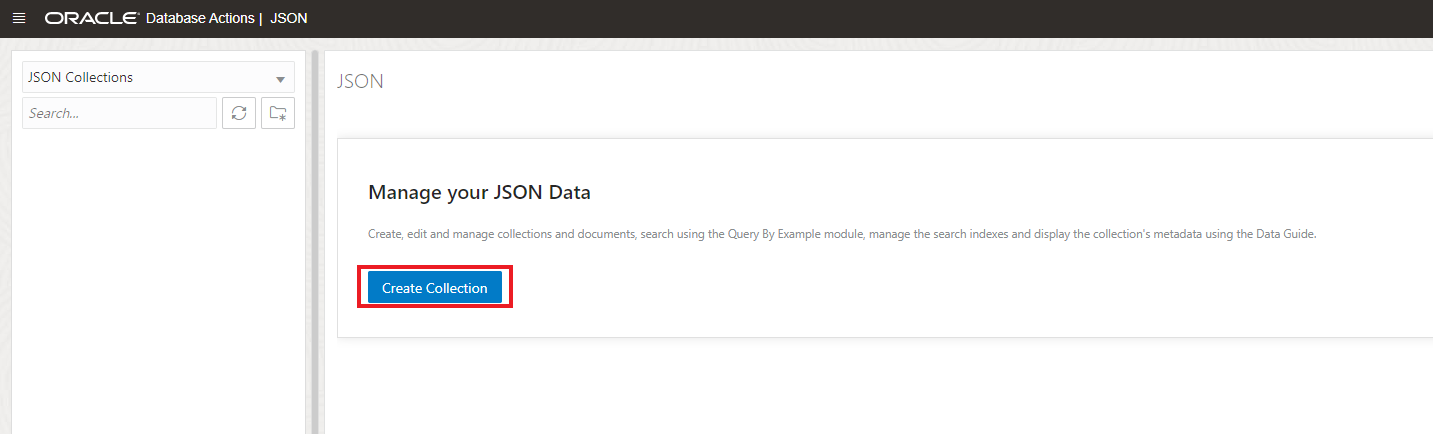 ORACLE Database Actions | JSON
JSON Collections
Search...
JSON
Manage your JSON Data
Create, edit and manage collections and documents, search using the Query By Example module, manage the search indexes and display the collection's metadata using the Data Guide.
Create Collection